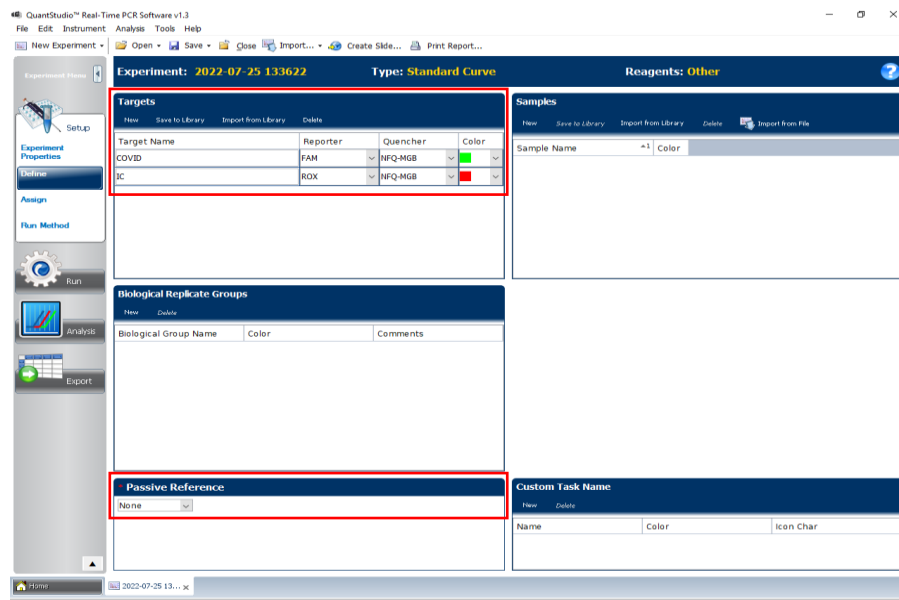 QuantStudio™ Real-Time PCR Software v1.3
File Edit Instrument Analysis Tools Help
New Experiment Open Save Close Import... Create Slide... Print Report...
Experiment Menu
Experiment: 2022-07-25 133622 Type: Standard Curve Reagents: Other ?
Setup
Experiment Properties
Define
Assign
Run Method
Run
Analysis
Export
Targets
New Save to Library Import from Library Delete
Target Name Reporter Quencher Color
COVID FAM NFQ-MGB
IC ROX NFQ-MGB
Samples
New Save to Library Import from Library Delete Import from File
Sample Name 1 Color
Biological Replicate Groups
New Delete
Biological Group Name Color Comments
* Passive Reference
None
Custom Task Name
New Delete
Name Color Icon Char
Home 2022-07-25 13... x